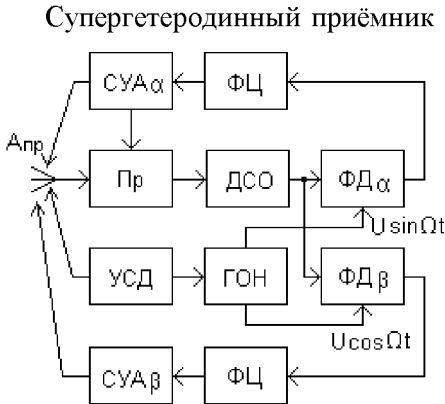 Супергетеродинный приёмник
СУАα
ФЦ
Апр
Пр
ДСО
ФДα
UsinΩt
УСД
ГОН
ФДβ
UcosΩt
СУАβ
ФЦ